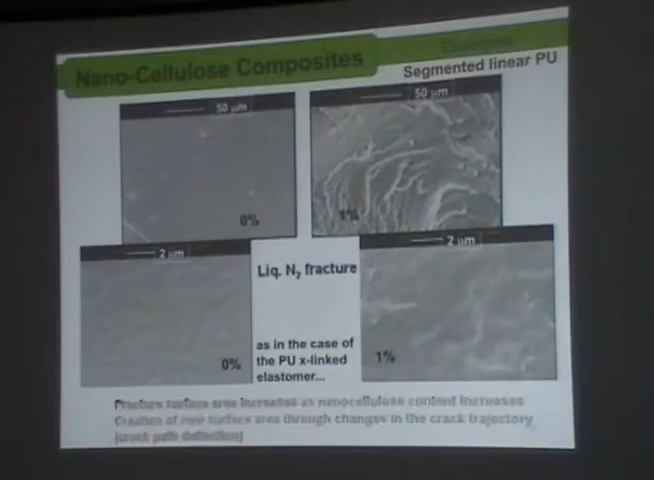 Nano-Cellulose Composites
Segmented linear PU
50 µm
50 µm
0%
1%
2 µm
2 µm
Liq. N₂ fracture
0%
as in the case of
the PU x-linked
elastomer...
1%
Fracture surface area increases as nanocellulose content increases
Creation of new surface area through changes in the crack trajectory
(crack path deflection)